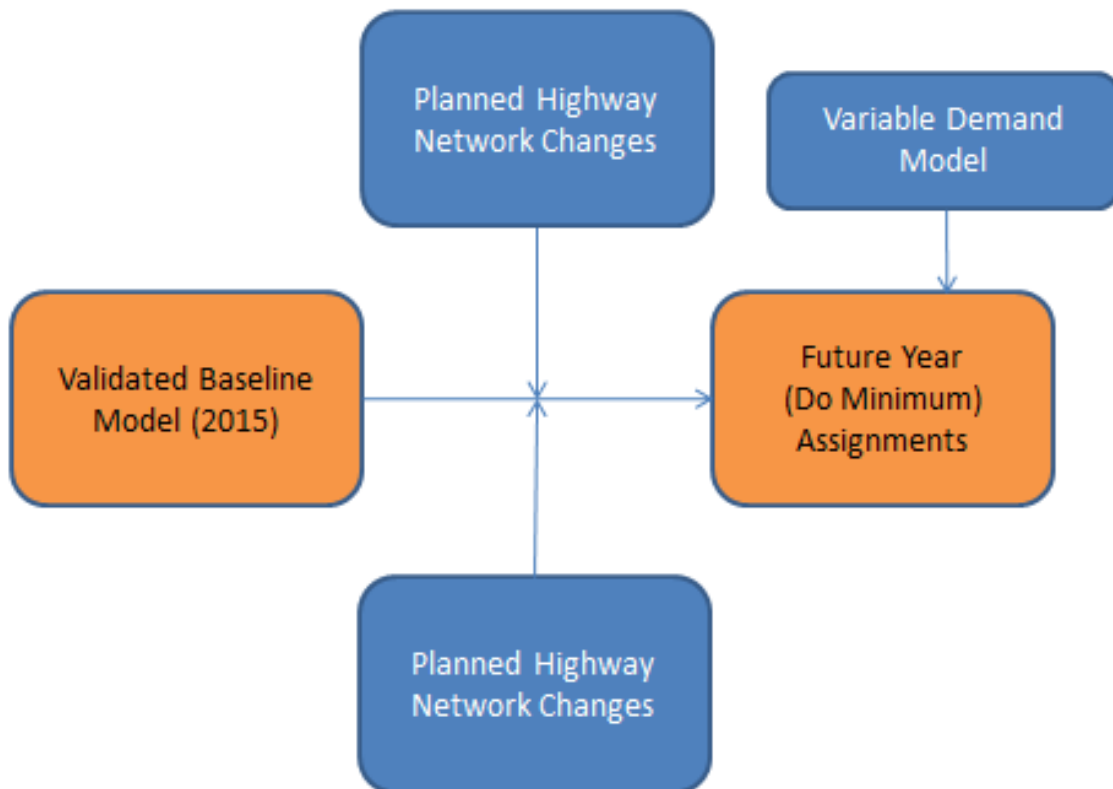 Planned Highway
Network Changes
Variable Demand
Model
Validated Baseline
Model (2015)
Future Year
(Do Minimum)
Assignments
Planned Highway
Network Changes